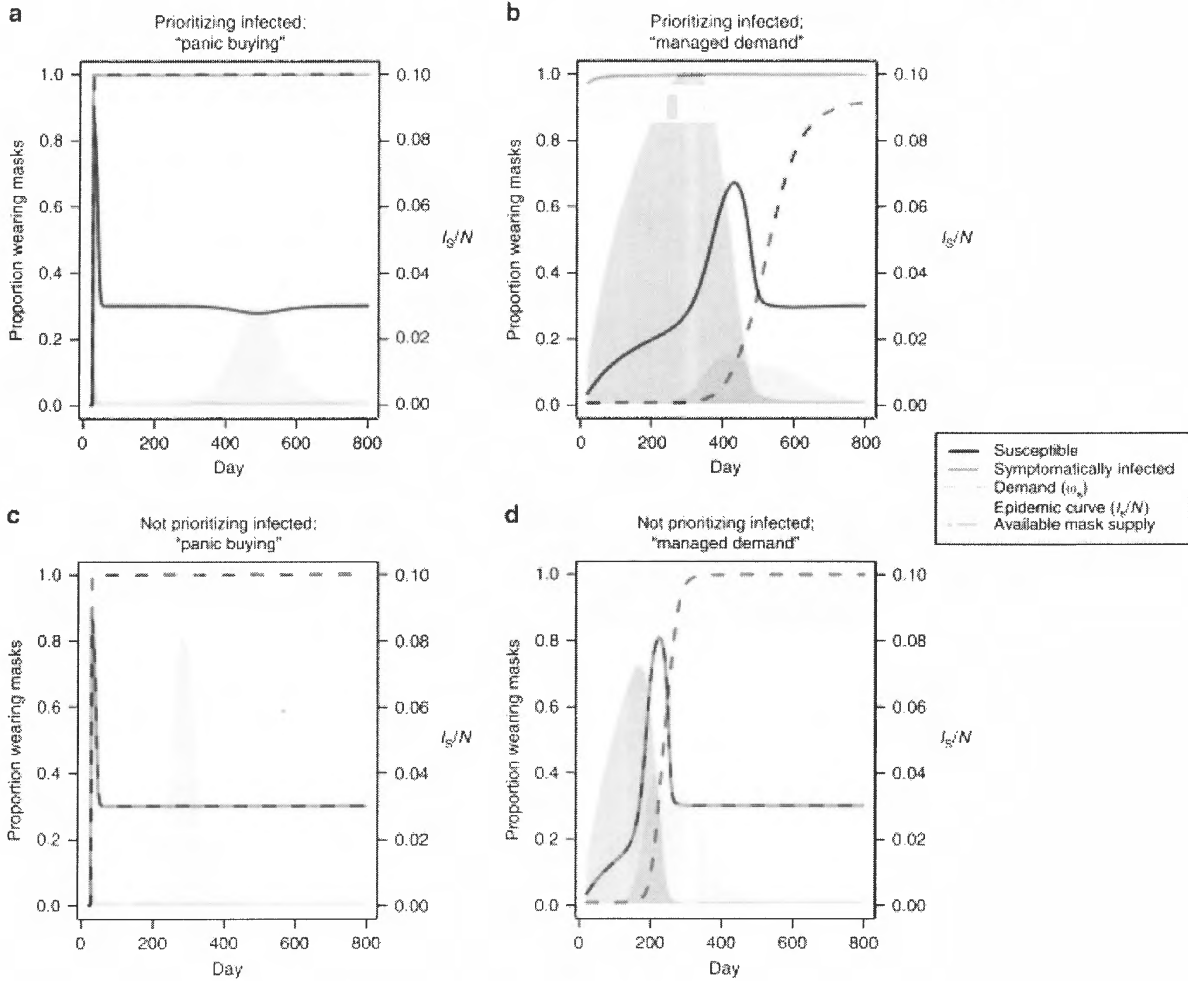 a
Prioritizing infected;
"panic buying"
1.0
0.8
0.6
0.4
0.2
0.0
Proportion wearing masks
0.10
0.08
0.06
0.04
0.02
0.00
I_S/N
0 200 400 600 800
Day
b
Prioritizing infected;
"managed demand"
1.0
0.8
0.6
0.4
0.2
0.0
Proportion wearing masks
0.10
0.08
0.06
0.04
0.02
0.00
I_S/N
0 200 400 600 800
Day
Susceptible
Symptomatically infected
Demand (ω_s)
Epidemic curve (I_s/N)
Available mask supply
c
Not prioritizing infected;
"panic buying"
1.0
0.8
0.6
0.4
0.2
0.0
Proportion wearing masks
0.10
0.08
0.06
0.04
0.02
0.00
I_S/N
0 200 400 600 800
Day
d
Not prioritizing infected;
"managed demand"
1.0
0.8
0.6
0.4
0.2
0.0
Proportion wearing masks
0.10
0.08
0.06
0.04
0.02
0.00
I_S/N
0 200 400 600 800
Day